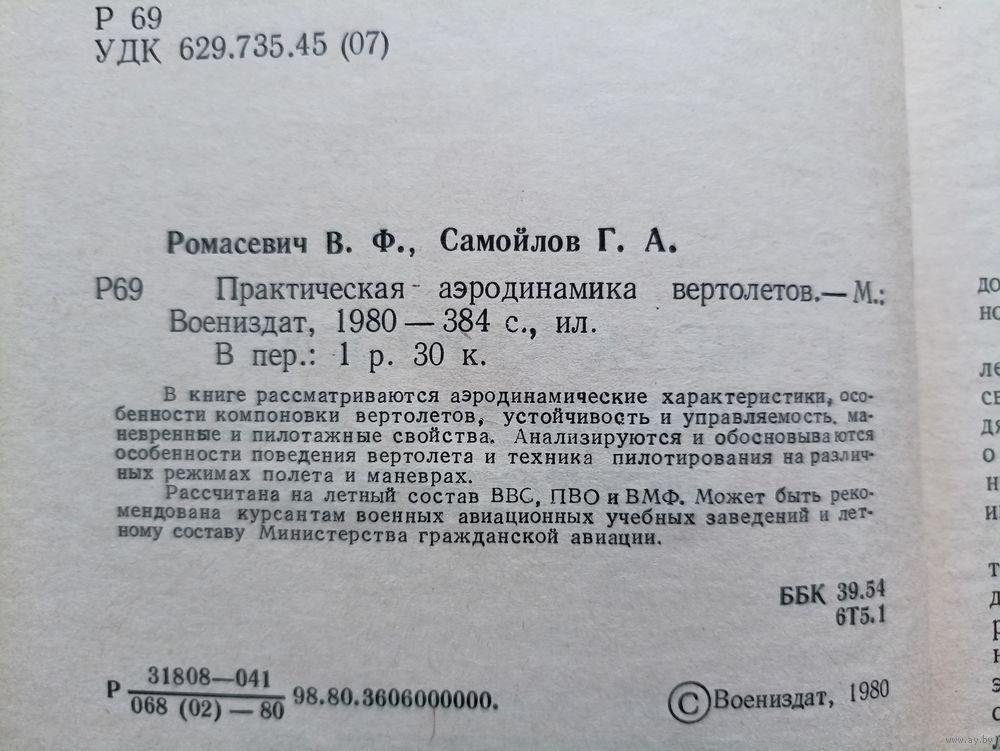 Р 69
УДК 629.735.45 (07)
Ромасевич В. Ф., Самойлов Г. А.
Р69 Практическая аэродинамика вертолетов.— М.:
Воениздат, 1980 — 384 с., ил.
В пер.: 1 р. 30 к.
В книге рассматриваются аэродинамические характеристики, осо-
бенности компоновки вертолетов, устойчивость и управляемость, ма-
невренные и пилотажные свойства. Анализируются и обосновываются
особенности поведения вертолета и техника пилотирования на различ-
ных режимах полета и маневрах.
Рассчитана на летный состав ВВС, ПВО и ВМФ. Может быть реко-
мендована курсантам военных авиационных учебных заведений и лет-
ному составу Министерства гражданской авиации.
ББК 39.54
6Т5.1
Р 31808—041
068 (02) — 80 98.80.3606000000.
© Воениздат, 1980
www.ay.by